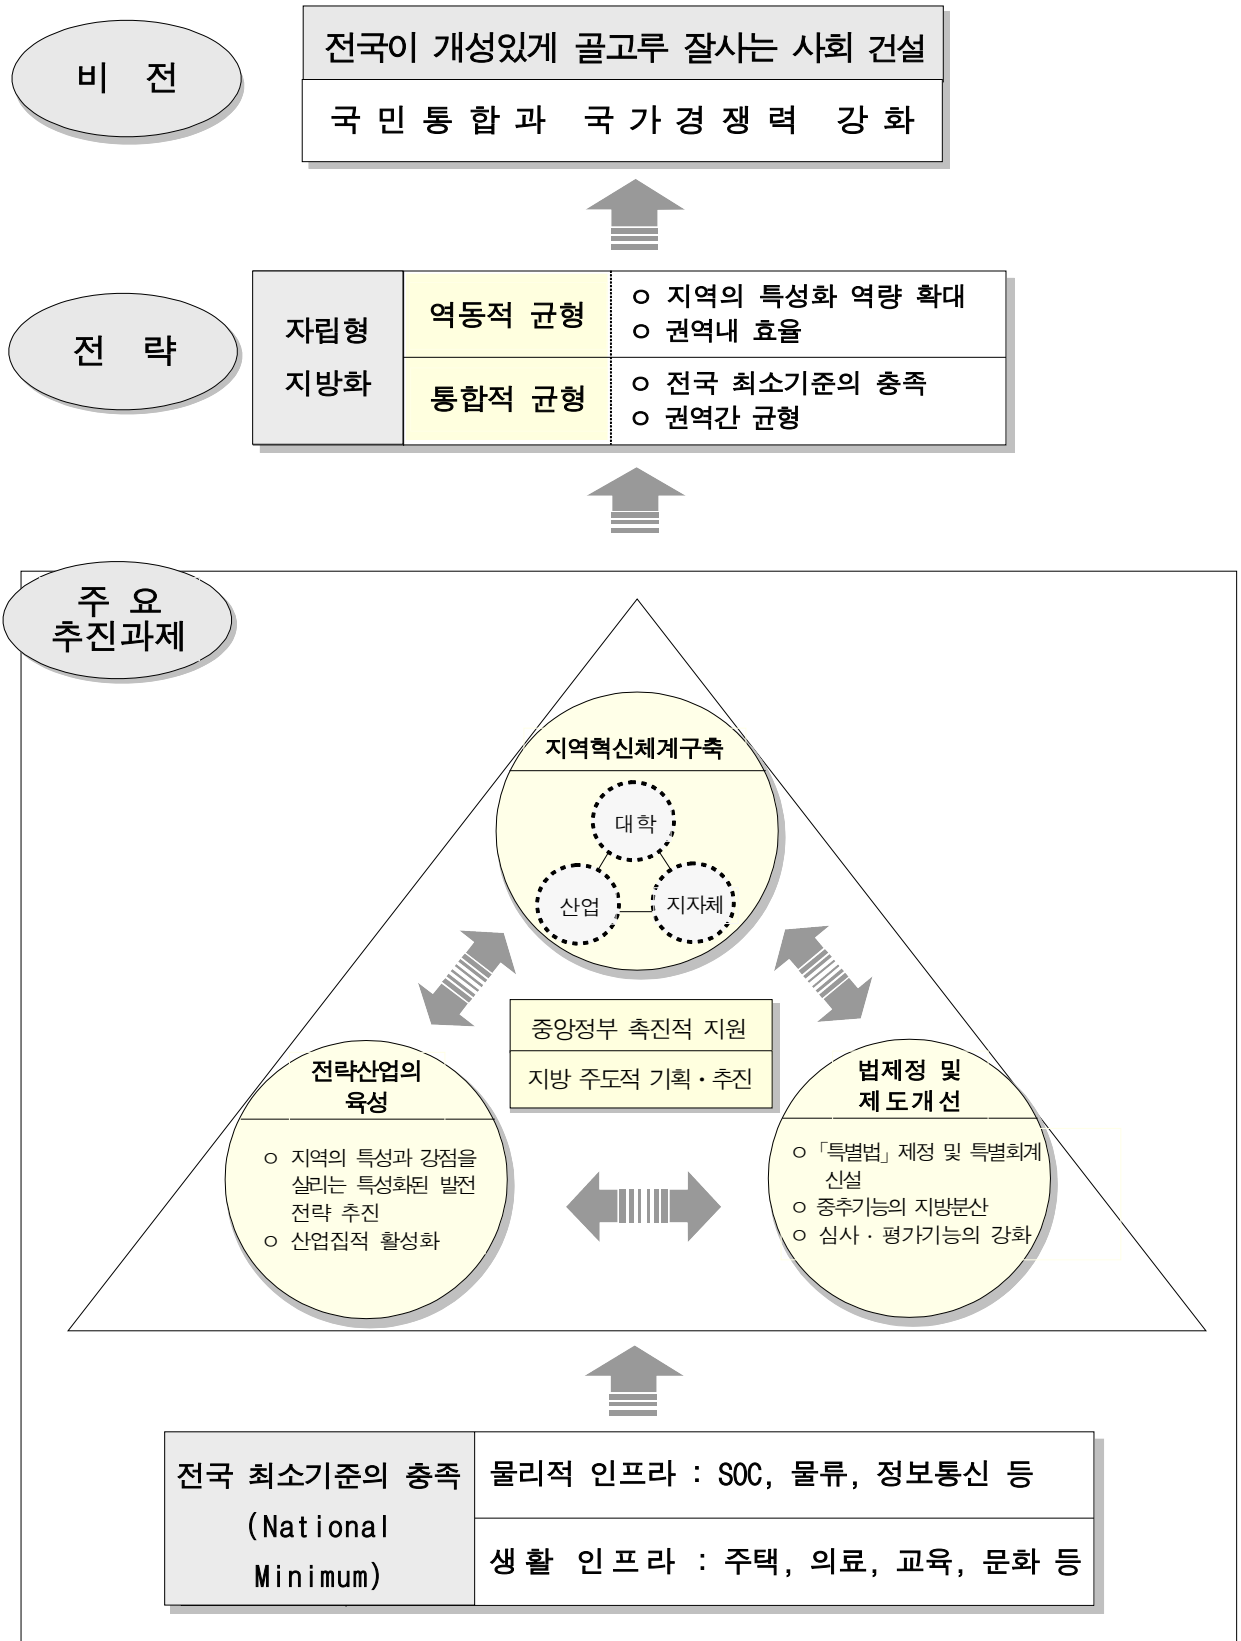 비 전
전국이 개성있게 골고루 잘사는 사회 건설
국민통합과 국가경쟁력 강화
전 략
자립형
지방화
역동적 균형
ㅇ 지역의 특성화 역량 확대
ㅇ 권역내 효율
통합적 균형
ㅇ 전국 최소기준의 충족
ㅇ 권역간 균형
주 요
추진과제
지역혁신체계구축
대학
산업
지자체
중앙정부 촉진적 지원
지방 주도적 기획·추진
전략산업의
육성
ㅇ 지역의 특성과 강점을
살리는 특성화된 발전
전략 추진
ㅇ 산업집적 활성화
법제정 및
제도개선
ㅇ「특별법」제정 및 특별회계
신설
ㅇ 중추기능의 지방분산
ㅇ 심사·평가기능의 강화
전국 최소기준의 충족
(National
Minimum)
물리적 인프라 : SOC, 물류, 정보통신 등
생활 인프라 : 주택, 의료, 교육, 문화 등